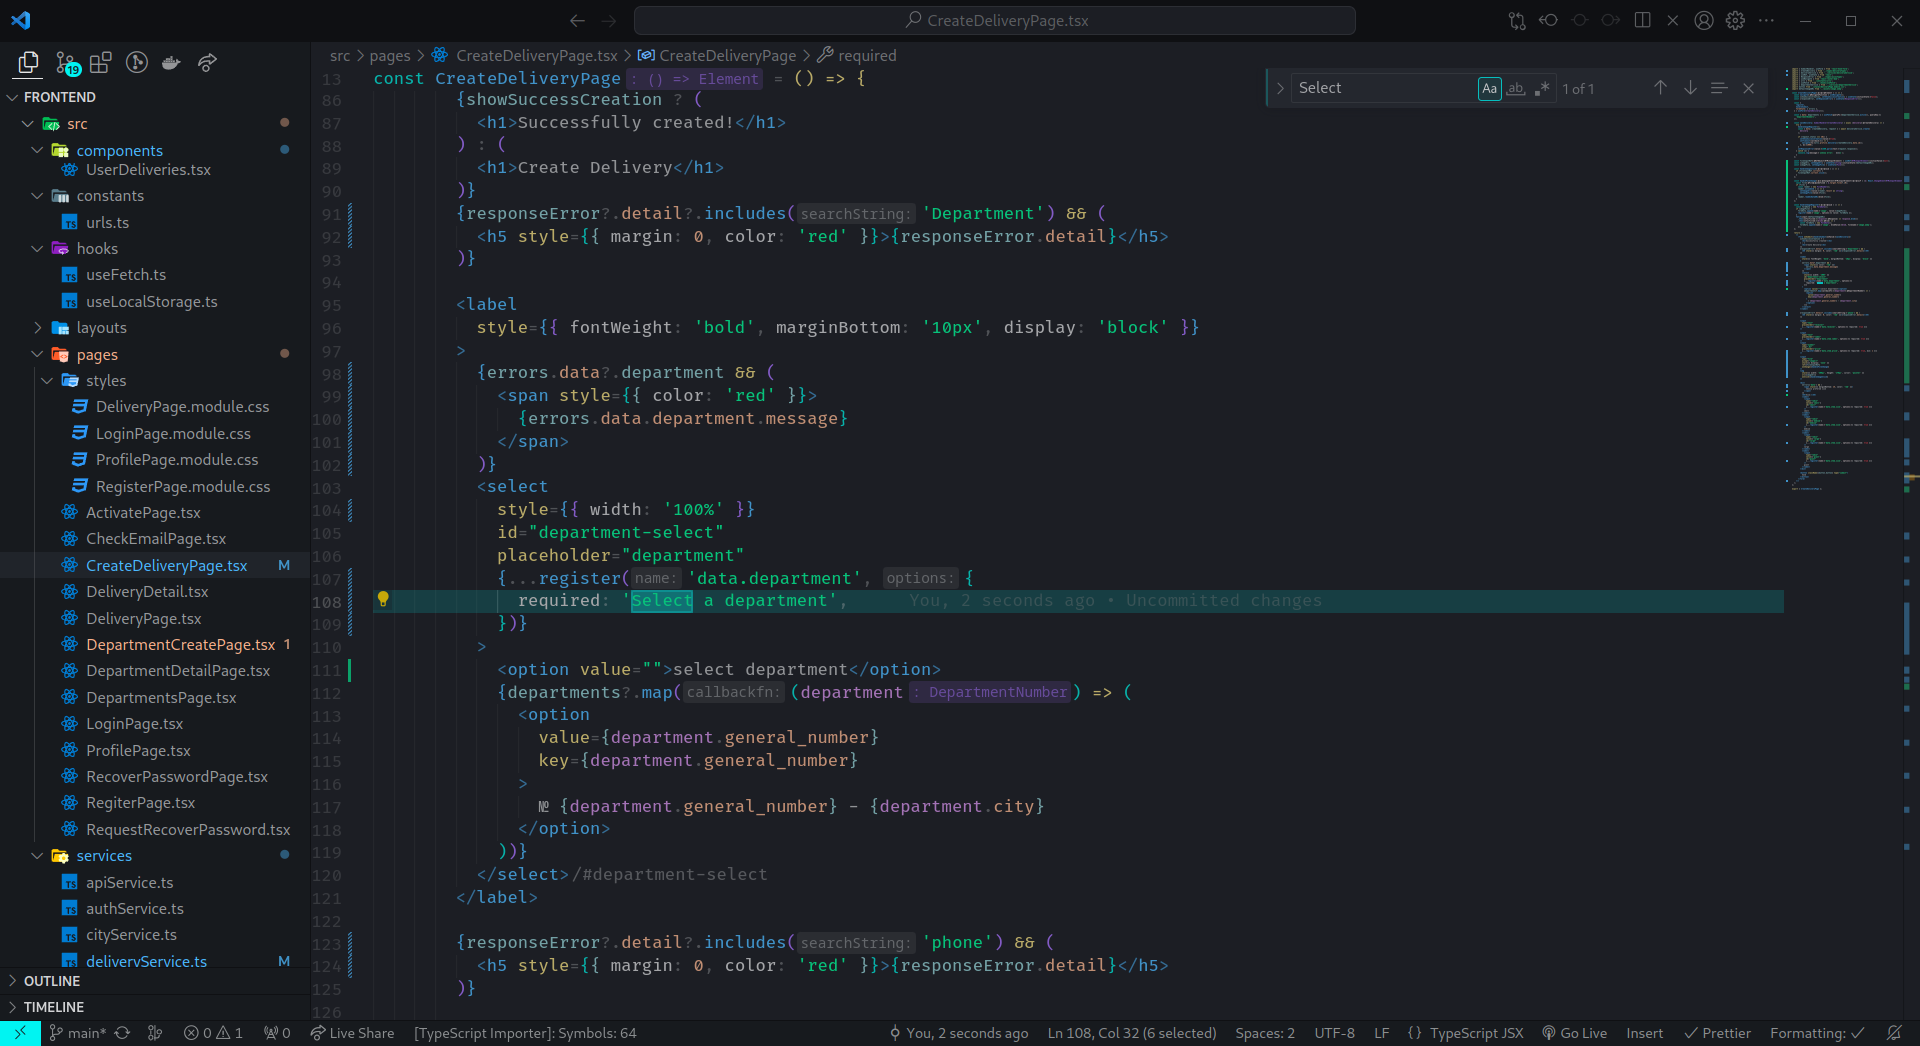 CreateDeliveryPage.tsx
19
FRONTEND
src
components
UserDeliveries.tsx
constants
urls.ts
hooks
useFetch.ts
useLocalStorage.ts
layouts
pages
styles
DeliveryPage.module.css
LoginPage.module.css
ProfilePage.module.css
RegisterPage.module.css
ActivatePage.tsx
CheckEmailPage.tsx
CreateDeliveryPage.tsx M
DeliveryDetail.tsx
DeliveryPage.tsx
DepartmentCreatePage.tsx 1
DepartmentDetailPage.tsx
DepartmentsPage.tsx
LoginPage.tsx
ProfilePage.tsx
RecoverPasswordPage.tsx
RegiterPage.tsx
RequestRecoverPassword.tsx
services
apiService.ts
authService.ts
cityService.ts
deliveryService.ts M
OUTLINE
TIMELINE
src > pages > CreateDeliveryPage.tsx > CreateDeliveryPage > required
Select Aa ab .* 1 of 1
13 const CreateDeliveryPage : () => Element = () => {
86 {showSuccessCreation ? (
87 <h1>Successfully created!</h1>
88 ) : (
89 <h1>Create Delivery</h1>
90 )}
91 {responseError?.detail?.includes(searchString: 'Department') && (
92 <h5 style={{ margin: 0, color: 'red' }}>{responseError.detail}</h5>
93 )}
94
95 <label
96 style={{ fontWeight: 'bold', marginBottom: '10px', display: 'block' }}
97 >
98 {errors.data?.department && (
99 <span style={{ color: 'red' }}>
100 {errors.data.department.message}
101 </span>
102 )}
103 <select
104 style={{ width: '100%' }}
105 id="department-select"
106 placeholder="department"
107 {...register(name: 'data.department', options: {
108 required: 'Select a department', You, 2 seconds ago • Uncommitted changes
109 })}
110 >
111 <option value="">select department</option>
112 {departments?.map(callbackfn: (department : DepartmentNumber) => (
113 <option
114 value={department.general_number}
115 key={department.general_number}
116 >
117 № {department.general_number} - {department.city}
118 </option>
119 ))}
120 </select>/#department-select
121 </label>
122
123 {responseError?.detail?.includes(searchString: 'phone') && (
124 <h5 style={{ margin: 0, color: 'red' }}>{responseError.detail}</h5>
125 )}
126
main* 0 1 0 Live Share [TypeScript Importer]: Symbols: 64 You, 2 seconds ago Ln 108, Col 32 (6 selected) Spaces: 2 UTF-8 LF {} TypeScript JSX Go Live Insert Prettier Formatting: